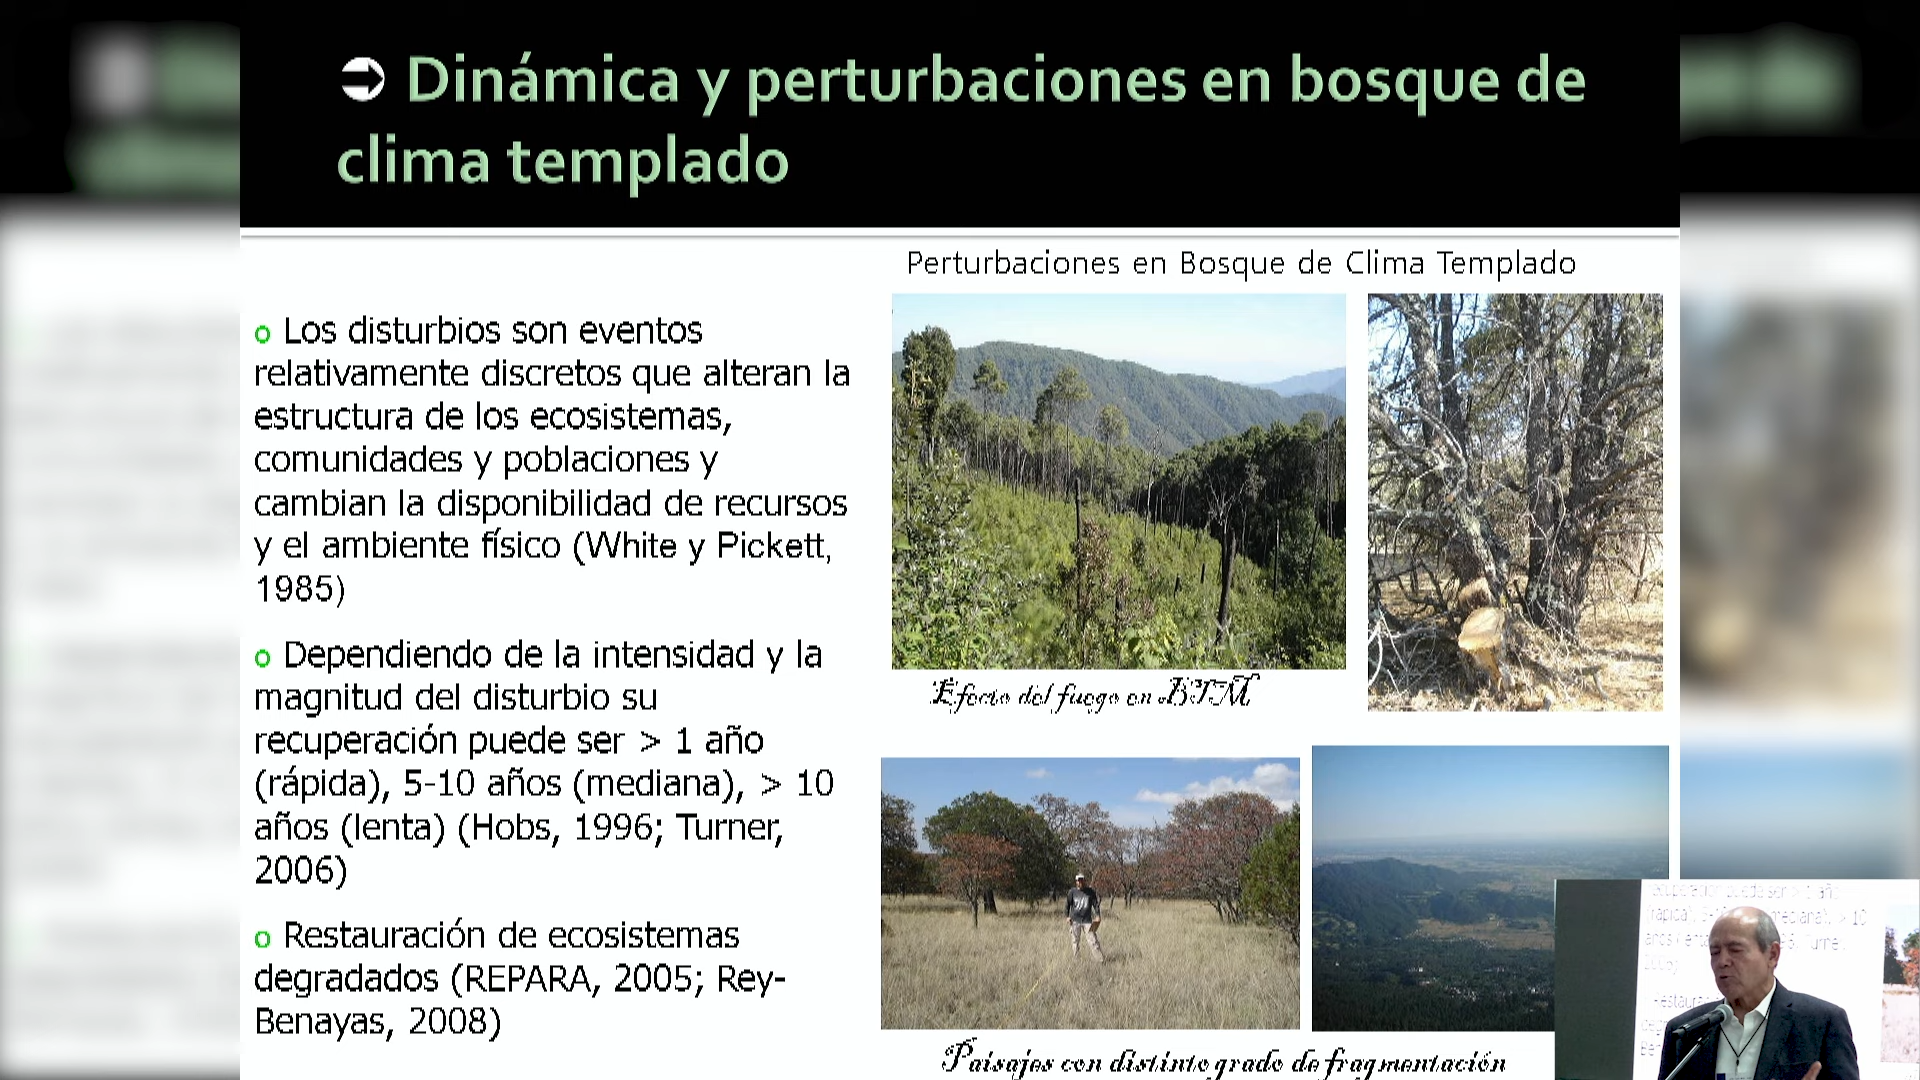 Dinámica y perturbaciones en bosque de
clima templado
Perturbaciones en Bosque de Clima Templado
o Los disturbios son eventos
relativamente discretos que alteran la
estructura de los ecosistemas,
comunidades y poblaciones y
cambian la disponibilidad de recursos
y el ambiente físico (White y Pickett,
1985)
o Dependiendo de la intensidad y la
magnitud del disturbio su
recuperación puede ser > 1 año
(rápida), 5-10 años (mediana), > 10
años (lenta) (Hobs, 1996; Turner,
2006)
o Restauración de ecosistemas
degradados (REPARA, 2005; Rey-
Benayas, 2008)
Efecto del fuego en BTM
Paisajes con distinto grado de fragmentación